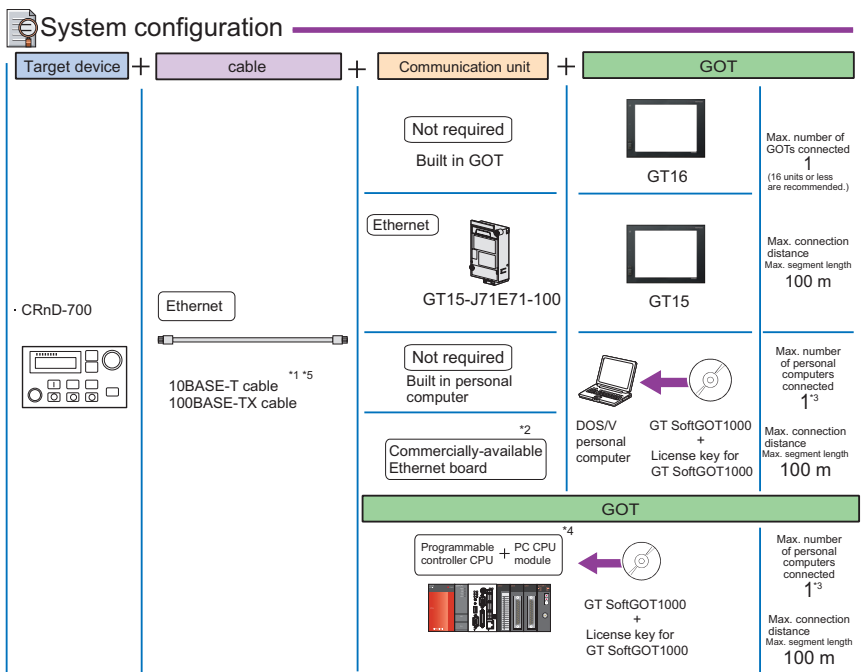 System configuration
Target device + cable + Communication unit + GOT
· CRnD-700
Ethernet
10BASE-T cable *1 *5
100BASE-TX cable
Not required
Built in GOT
GT16
Max. number of
GOTs connected
1
(16 units or less
are recommended.)
Ethernet
GT15-J71E71-100
GT15
Max. connection
distance
Max. segment length
100 m
Not required
Built in personal
computer
*2
Commercially-available
Ethernet board
DOS/V
personal
computer
GT SoftGOT1000
+
License key for
GT SoftGOT1000
Max. number
of personal
computers
connected
1*3
Max. connection
distance
Max. segment length
100 m
GOT
*4
Programmable
controller CPU
+
PC CPU
module
GT SoftGOT1000
+
License key for
GT SoftGOT1000
Max. number
of personal
computers
connected
1*3
Max. connection
distance
Max. segment length
100 m